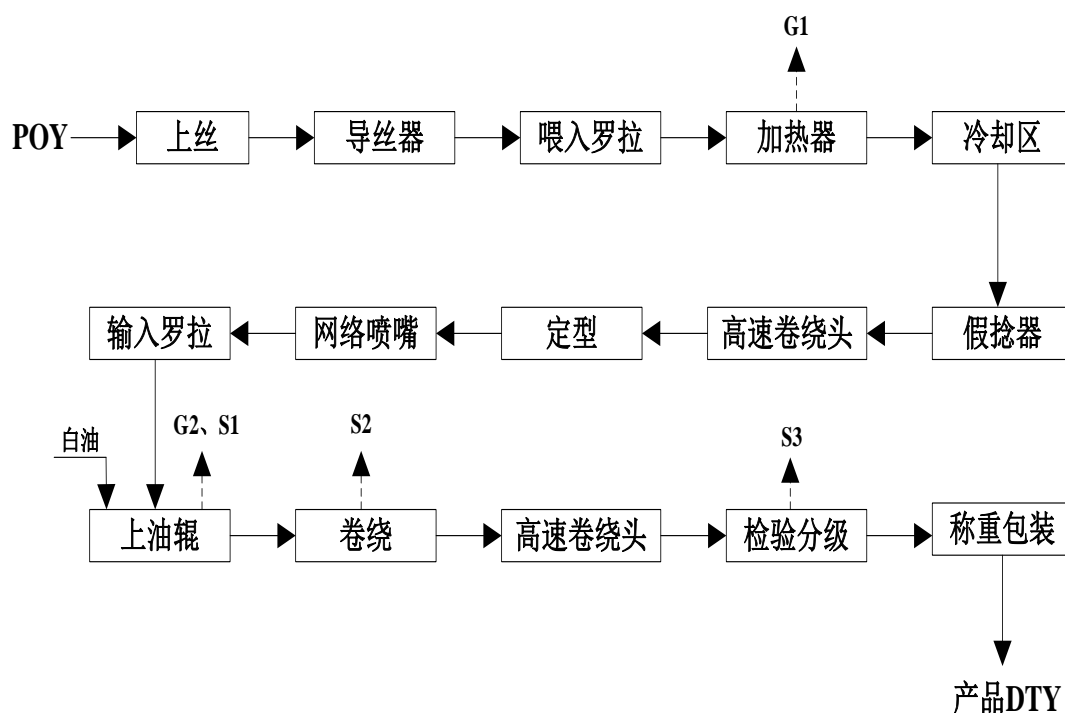 G1
POY
上丝
导丝器
喂入罗拉
加热器
冷却区
输入罗拉
网络喷嘴
定型
高速卷绕头
假捻器
白油
G2、S1
S2
S3
上油辊
卷绕
高速卷绕头
检验分级
称重包装
产品DTY